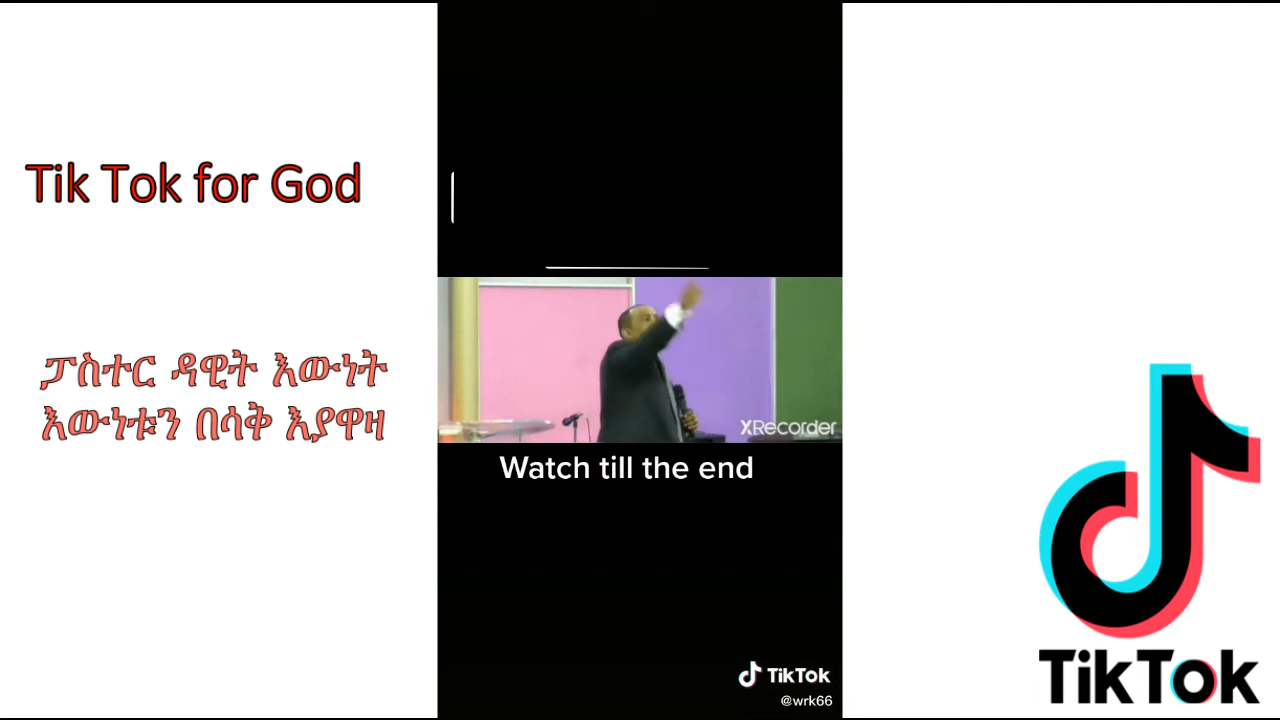 Tik Tok for God
ፓስተር ዳዊት እውነት
እውነቱን በሳቅ እያዋዛ
XRecorder
Watch till the end
TikTok
@wrk66
TikTok